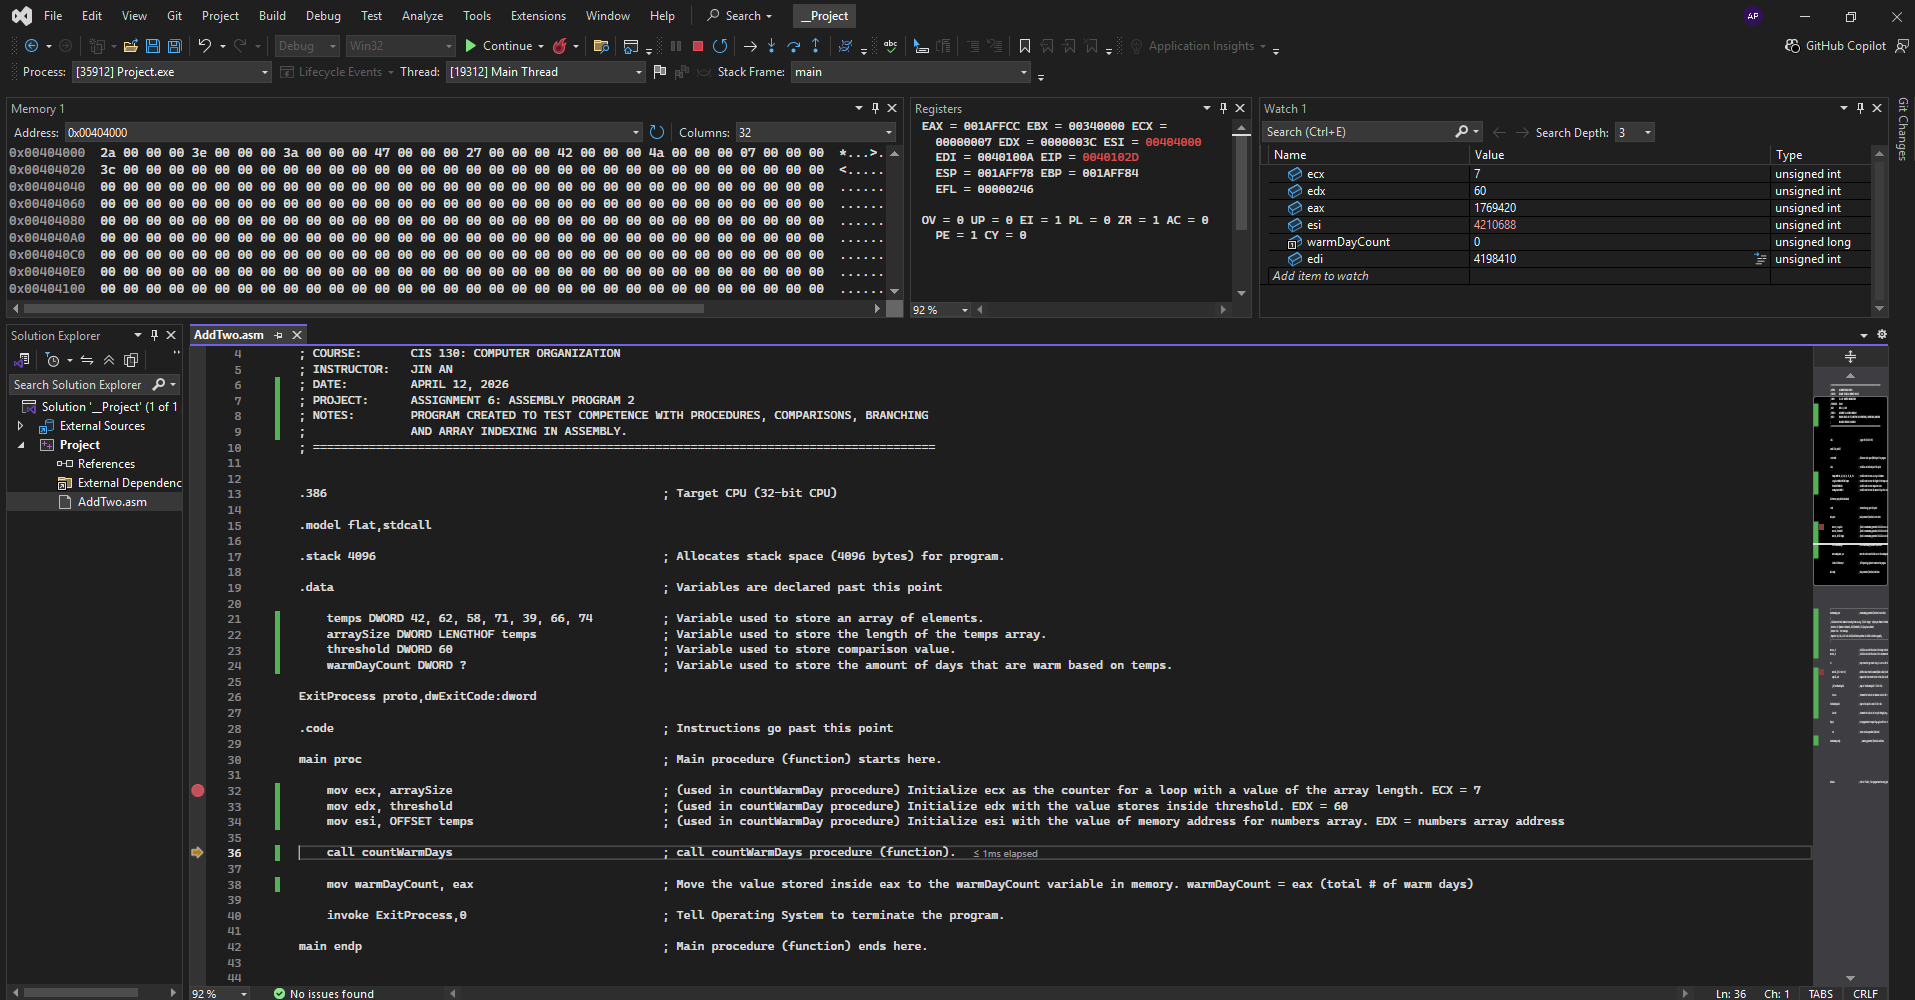 File Edit View Git Project Build Debug Test Analyze Tools Extensions Window Help Search __Project AP
Debug Win32 Continue Application Insights GitHub Copilot
Process: [35912] Project.exe Lifecycle Events Thread: [19312] Main Thread Stack Frame: main
Git Changes
Memory 1
Address: 0x00404000 Columns: 32
0x00404000 2a 00 00 00 3e 00 00 00 3a 00 00 00 47 00 00 00 27 00 00 00 42 00 00 00 4a 00 00 00 07 00 00 00 *...>.
0x00404020 3c 00 00 00 00 00 00 00 00 00 00 00 00 00 00 00 00 00 00 00 00 00 00 00 00 00 00 00 00 00 00 00 <.....
0x00404040 00 00 00 00 00 00 00 00 00 00 00 00 00 00 00 00 00 00 00 00 00 00 00 00 00 00 00 00 00 00 00 00 ......
0x00404060 00 00 00 00 00 00 00 00 00 00 00 00 00 00 00 00 00 00 00 00 00 00 00 00 00 00 00 00 00 00 00 00 ......
0x00404080 00 00 00 00 00 00 00 00 00 00 00 00 00 00 00 00 00 00 00 00 00 00 00 00 00 00 00 00 00 00 00 00 ......
0x004040A0 00 00 00 00 00 00 00 00 00 00 00 00 00 00 00 00 00 00 00 00 00 00 00 00 00 00 00 00 00 00 00 00 ......
0x004040C0 00 00 00 00 00 00 00 00 00 00 00 00 00 00 00 00 00 00 00 00 00 00 00 00 00 00 00 00 00 00 00 00 ......
0x004040E0 00 00 00 00 00 00 00 00 00 00 00 00 00 00 00 00 00 00 00 00 00 00 00 00 00 00 00 00 00 00 00 00 ......
0x00404100 00 00 00 00 00 00 00 00 00 00 00 00 00 00 00 00 00 00 00 00 00 00 00 00 00 00 00 00 00 00 00 00 ......
Registers
EAX = 001AFFCC EBX = 00340000 ECX =
00000007 EDX = 0000003C ESI = 00404000
EDI = 0040100A EIP = 0040102D
ESP = 001AFF78 EBP = 001AFF84
EFL = 00000246
OV = 0 UP = 0 EI = 1 PL = 0 ZR = 1 AC = 0
PE = 1 CY = 0
92 %
Watch 1
Search (Ctrl+E) Search Depth: 3
Name Value Type
ecx 7 unsigned int
edx 60 unsigned int
eax 1769420 unsigned int
esi 4210688 unsigned int
warmDayCount 0 unsigned long
edi 4198410 unsigned int
Add item to watch
Solution Explorer
Search Solution Explorer
Solution '__Project' (1 of 1
External Sources
Project
References
External Dependenc
AddTwo.asm
AddTwo.asm
4 ; COURSE: CIS 130: COMPUTER ORGANIZATION
5 ; INSTRUCTOR: JIN AN
6 ; DATE: APRIL 12, 2026
7 ; PROJECT: ASSIGNMENT 6: ASSEMBLY PROGRAM 2
8 ; NOTES: PROGRAM CREATED TO TEST COMPETENCE WITH PROCEDURES, COMPARISONS, BRANCHING
9 ; AND ARRAY INDEXING IN ASSEMBLY.
10 ; =========================================================================================
11
12
13 .386 ; Target CPU (32-bit CPU)
14
15 .model flat,stdcall
16
17 .stack 4096 ; Allocates stack space (4096 bytes) for program.
18
19 .data ; Variables are declared past this point
20
21 temps DWORD 42, 62, 58, 71, 39, 66, 74 ; Variable used to store an array of elements.
22 arraySize DWORD LENGTHOF temps ; Variable used to store the length of the temps array.
23 threshold DWORD 60 ; Variable used to store comparison value.
24 warmDayCount DWORD ? ; Variable used to store the amount of days that are warm based on temps.
25
26 ExitProcess proto,dwExitCode:dword
27
28 .code ; Instructions go past this point
29
30 main proc ; Main procedure (function) starts here.
31
32 mov ecx, arraySize ; (used in countWarmDay procedure) Initialize ecx as the counter for a loop with a value of the array length. ECX = 7
33 mov edx, threshold ; (used in countWarmDay procedure) Initialize edx with the value stores inside threshold. EDX = 60
34 mov esi, OFFSET temps ; (used in countWarmDay procedure) Initialize esi with the value of memory address for numbers array. EDX = numbers array address
35
36 call countWarmDays ; call countWarmDays procedure (function). ≤ 1ms elapsed
37
38 mov warmDayCount, eax ; Move the value stored inside eax to the warmDayCount variable in memory. warmDayCount = eax (total # of warm days)
39
40 invoke ExitProcess,0 ; Tell Operating System to terminate the program.
41
42 main endp ; Main procedure (function) ends here.
43
44
92 % No issues found Ln: 36 Ch: 1 TABS CRLF